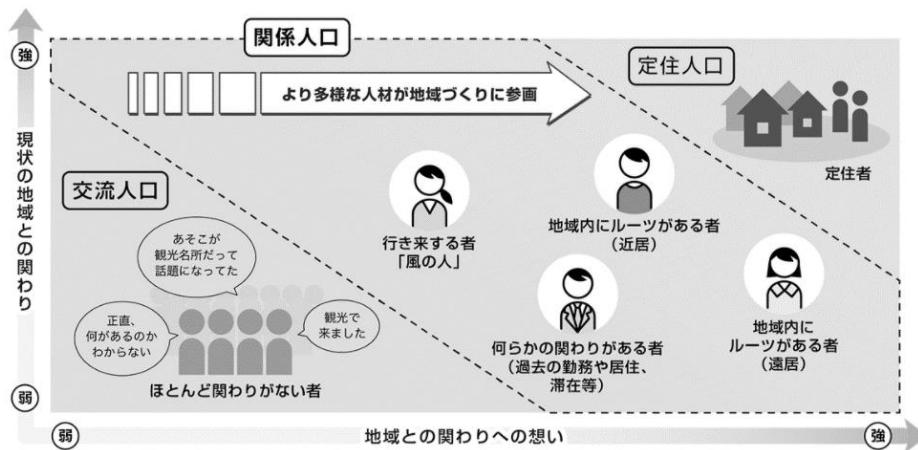 関係人口
強
より多様な人材が地域づくりに参画
定住人口
定住者
現状の地域との関わり
交流人口
あそこが
観光名所だって
話題になってた
正直、
何があるのか
わからない
観光で
来ました
ほとんど関わりがない者
行き来する者
「風の人」
地域内にルーツがある者
（近居）
何らかの関わりがある者
（過去の勤務や居住、
滞在等）
地域内に
ルーツがある者
（遠居）
弱
弱
地域との関わりへの想い
強